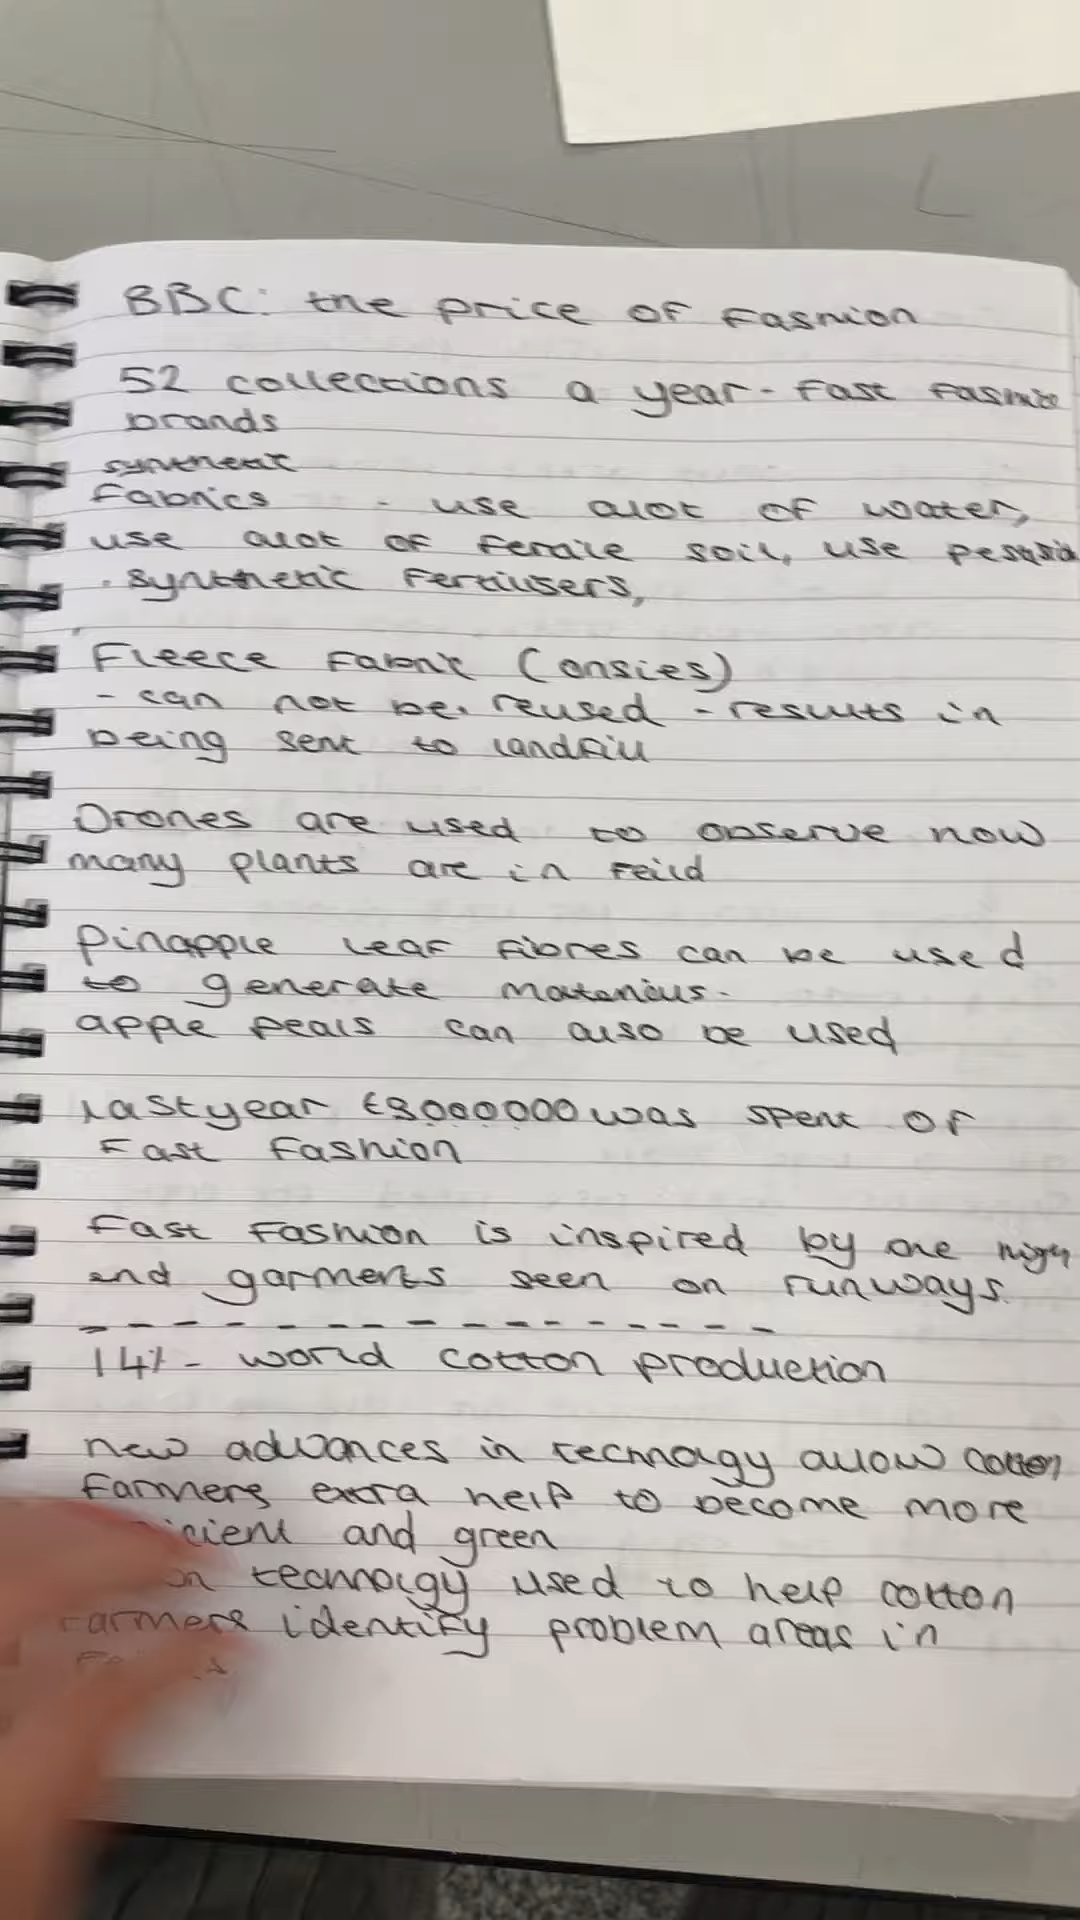 BBC: the price of fashion
52 collections a year - fast fashion
brands
synthetic
fabrics - use alot of water,
use alot of fertile soil, use
synthetic fertilisers,
Fleece Fabric (onsies)
- can not be reused - results in
being sent to landfill
Drones are used to observe how
many plants are in feild
pinapple leaf fibres can be used
to generate materials.
apple peals can also be used
last year was spent of
Fast Fashion
Fast Fashion is inspired by one high
end garments seen on runways.
14% - world cotton production
new advances in technology allow cotton
farmers extra help to become more
and green
technology used to help cotton
farmers identify problem areas in